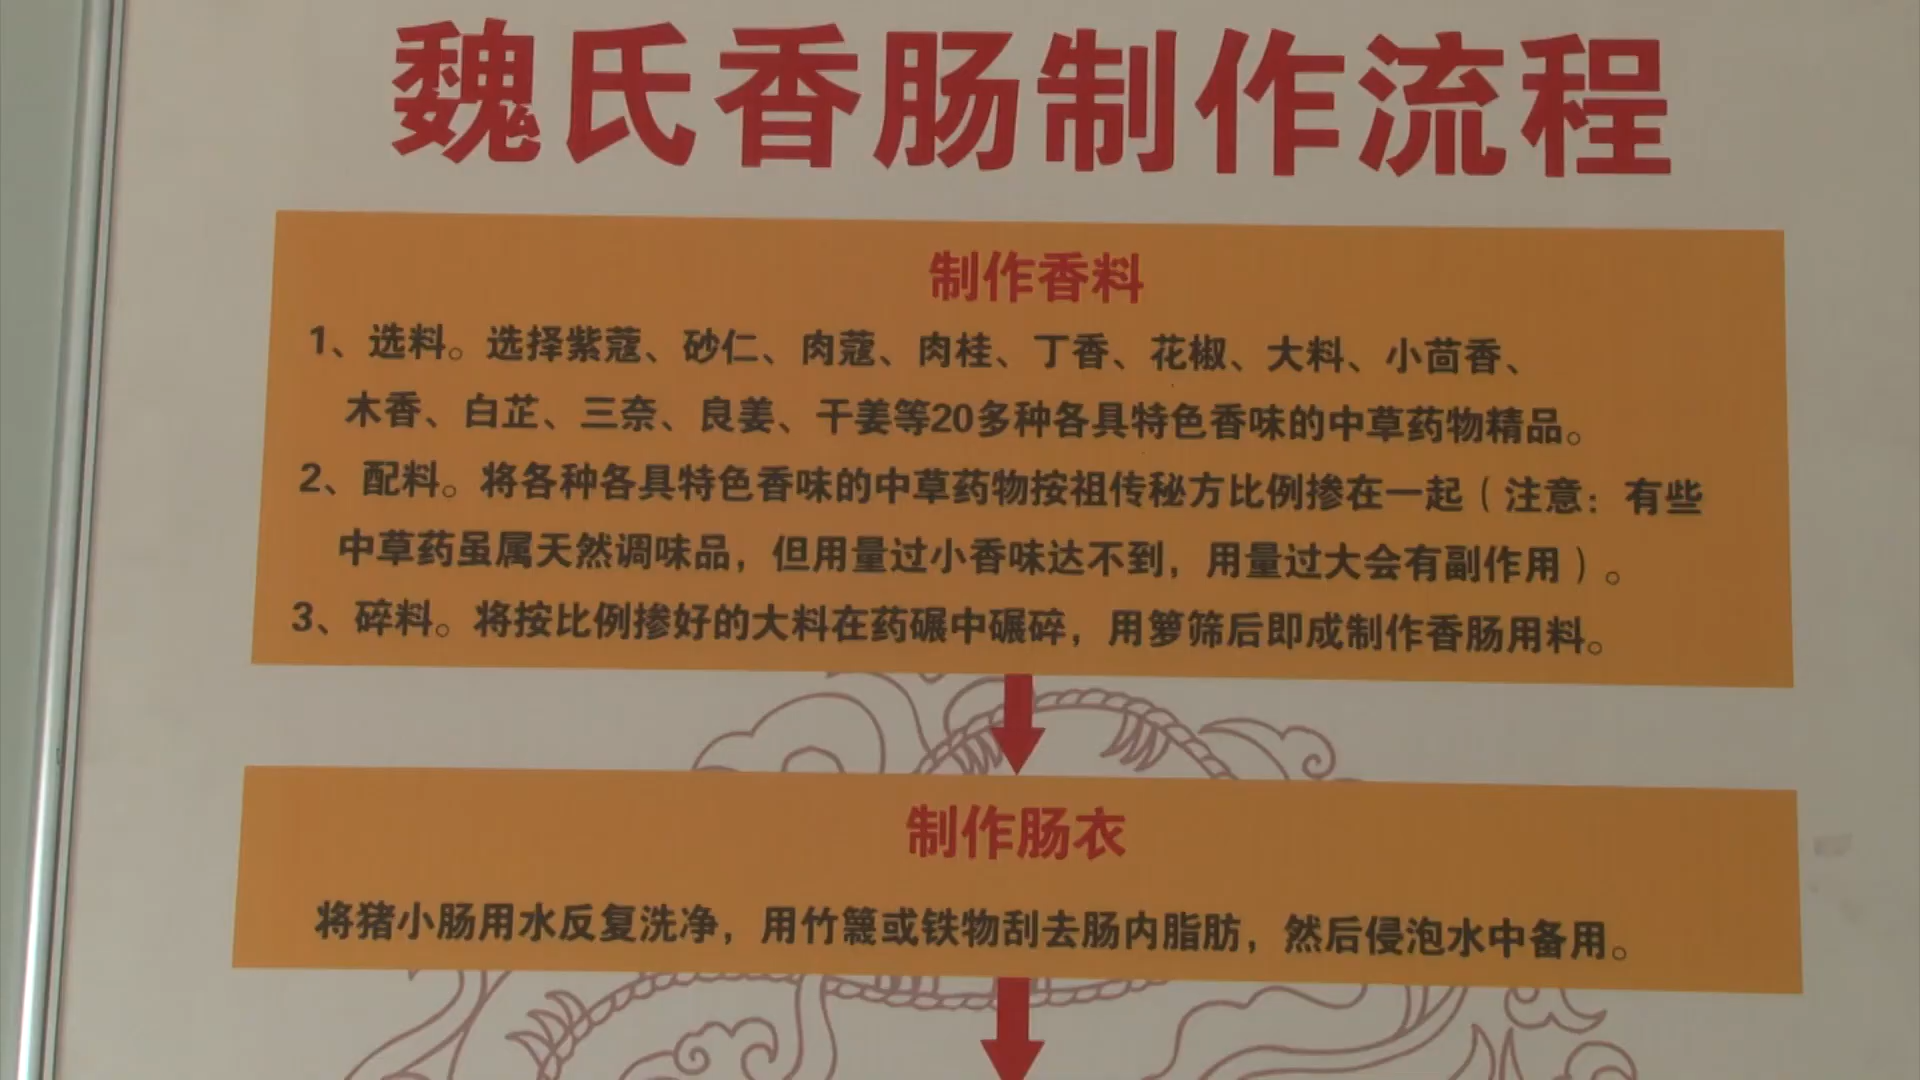 魏氏香肠制作流程
制作香料
1、选料。选择紫蔻、砂仁、肉蔻、肉桂、丁香、花椒、大料、小茴香、
木香、白芷、三奈、良姜、干姜等20多种各具特色香味的中草药物精品。
2、配料。将各种各具特色香味的中草药物按祖传秘方比例掺在一起（注意：有些
中草药虽属天然调味品，但用量过小香味达不到，用量过大会有副作用）。
3、碎料。将按比例掺好的大料在药碾中碾碎，用箩筛后即成制作香肠用料。
制作肠衣
将猪小肠用水反复洗净，用竹篾或铁物刮去肠内脂肪，然后侵泡水中备用。